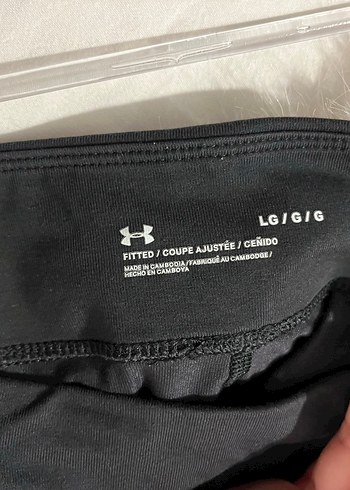 LG / G / G
FITTED / COUPE AJUSTÉE / CEÑIDO
MADE IN CAMBODIA / FABRIQUÉ AU CAMBODGE /
HECHO EN CAMBOYA